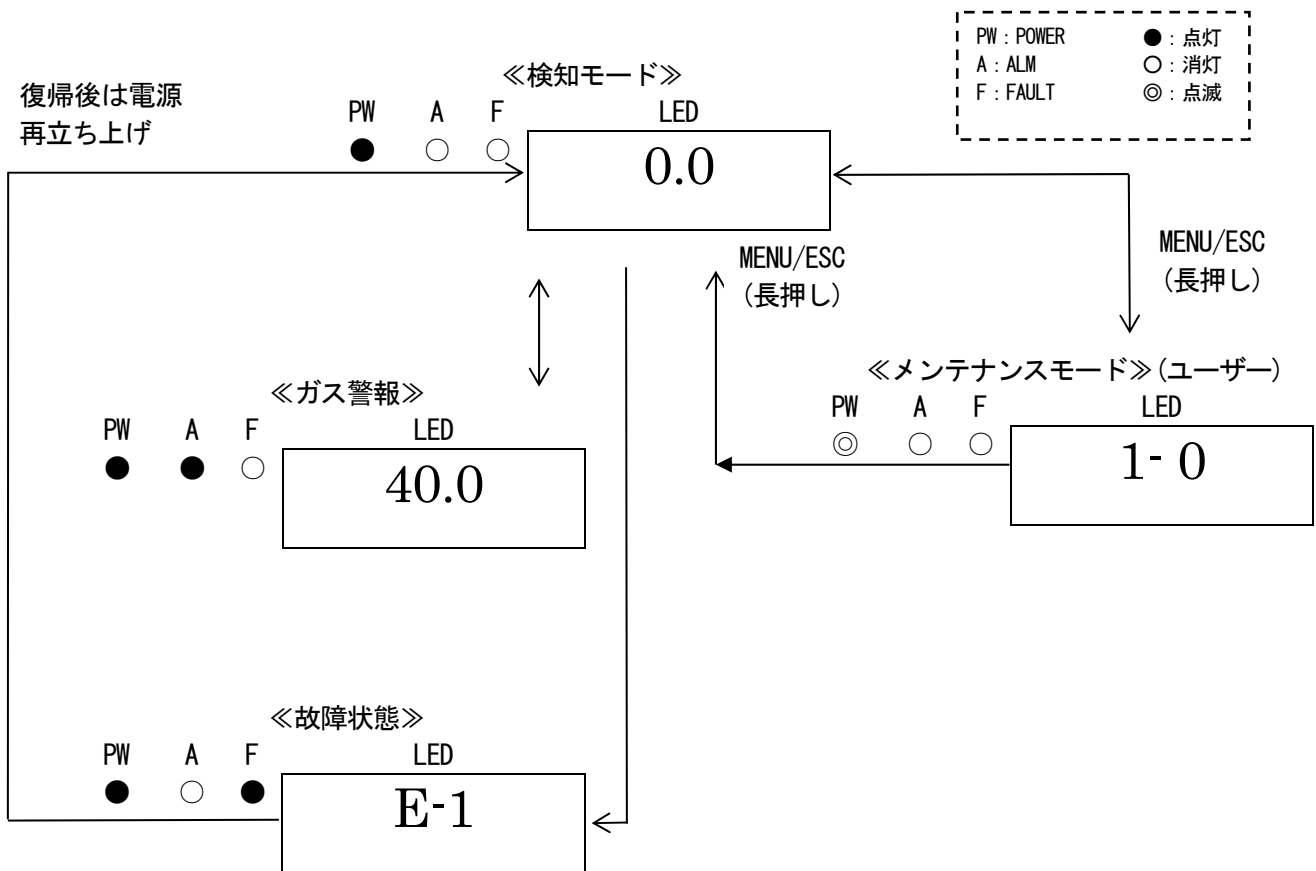 PW：POWER ●：点灯
A：ALM ○：消灯
F：FAULT ◎：点滅
復帰後は電源
再立ち上げ
≪検知モード≫
PW A F LED
● ○ ○
0.0
MENU/ESC
(長押し)
MENU/ESC
(長押し)
≪メンテナンスモード≫(ユーザー)
PW A F LED
◎ ○ ○
1- 0
≪ガス警報≫
PW A F LED
● ● ○
40.0
≪故障状態≫
PW A F LED
● ○ ●
E-1